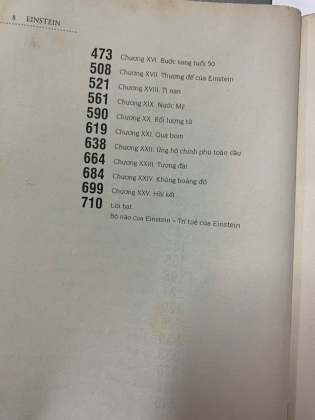 8 EINSTEIN
473 Chương XVI. Bước sang tuổi 50
508 Chương XVII. Thượng đế của Einstein
521 Chương XVIII. Tị nạn
561 Chương XIX. Nước Mỹ
590 Chương XX. Rối lượng tử
619 Chương XXI. Quả bom
638 Chương XXII. Ủng hộ chính phủ toàn cầu
664 Chương XXIII. Tượng đài
684 Chương XXIV. Khủng hoảng đỏ
699 Chương XXV. Hồi kết
710 Lời bạt.
Bộ não của Einstein – Trí tuệ của Einstein